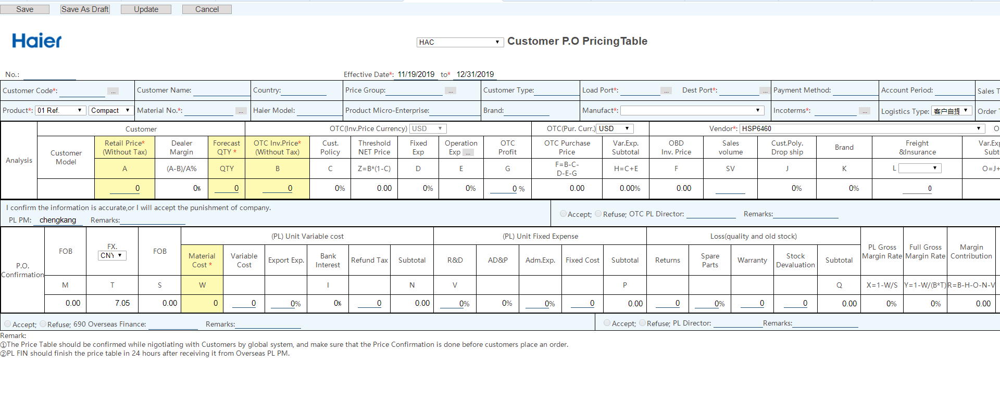 Save Save As Draft Update Cancel
Haier
HAC Customer P.O PricingTable
No.: Effective Date*: 11/19/2019 to* 12/31/2019
Customer Code*: ... Customer Name: Country: Price Group: ... Customer Type: Load Port*: ... Dest Port*: ... Payment Method: Account Period: Sales T
Product*: 01 Ref. Compact Material No.*: ... Haier Model: Product Micro-Enterprise: Brand: Manufact*: Incoterms*: ... Logistics Type: 客户自提 Order T
Analysis
Customer OTC(Inv.Price Currency) USD OTC(Pur. Curr.) USD Vendor*: HSP6460 O
Customer Model
Retail Price* (Without Tax)
Dealer Margin
Forecast QTY *
OTC Inv.Price* (Without Tax)
Cust. Policy
Threshold NET Price
Fixed Exp
Operation Exp ...
OTC Profit
OTC Purchase Price
Var.Exp. Subtotal
OBD Inv. Price
Sales volume
Cust.Poly. Drop ship
Brand
Freight &Insurance
Var.Exp Subt
A (A-B)/A% QTY B C Z=B*(1-C) D E G F=B-C-D-E-G H=C+E F SV J K L O=J+
0 0% 0 0 0% 0.00 0% 0% 0 % 0.00 0.00% 0.00 0% 0% 0
I confirm the information is accurate,or I will accept the punishment of company.
PL PM: chengkang Remarks:
Accept; Refuse; OTC PL Director: Remarks:
P.O. Confirmation
FOB
FX. CNY
FOB
(PL) Unit Variable cost (PL) Unit Fixed Expense Loss(quality and old stock)
Material Cost *
Variable Cost
Export Exp.
Bank Interest
Refund Tax
Subtotal
R&D
AD&P
Adm.Exp.
Fixed Cost
Subtotal
Returns
Spare Parts
Warranty
Stock Devaluation
Subtotal
PL Gross Margin Rate
Full Gross Margin Rate
Margin Contribution
M T S W I N V P Q X=1-W/S Y=1-W/(B*T) R=B-H-O-N-V
0.00 7.05 0.00 0 0 0% 0% 0 0.00 0% 0% 0% 0 0.00 0 0% 0 0 0.00 0% 0% 0.00
Accept; Refuse; 690 Overseas Finance: Remarks:
Accept; Refuse; PL Director: Remarks:
Remark:
①The Price Table should be confirmed while nigotiating with Customers by global system, and make sure that the Price Confirmation is done before customers place an order.
②PL FIN should finish the price table in 24 hours after receiving it from Overseas PL PM.